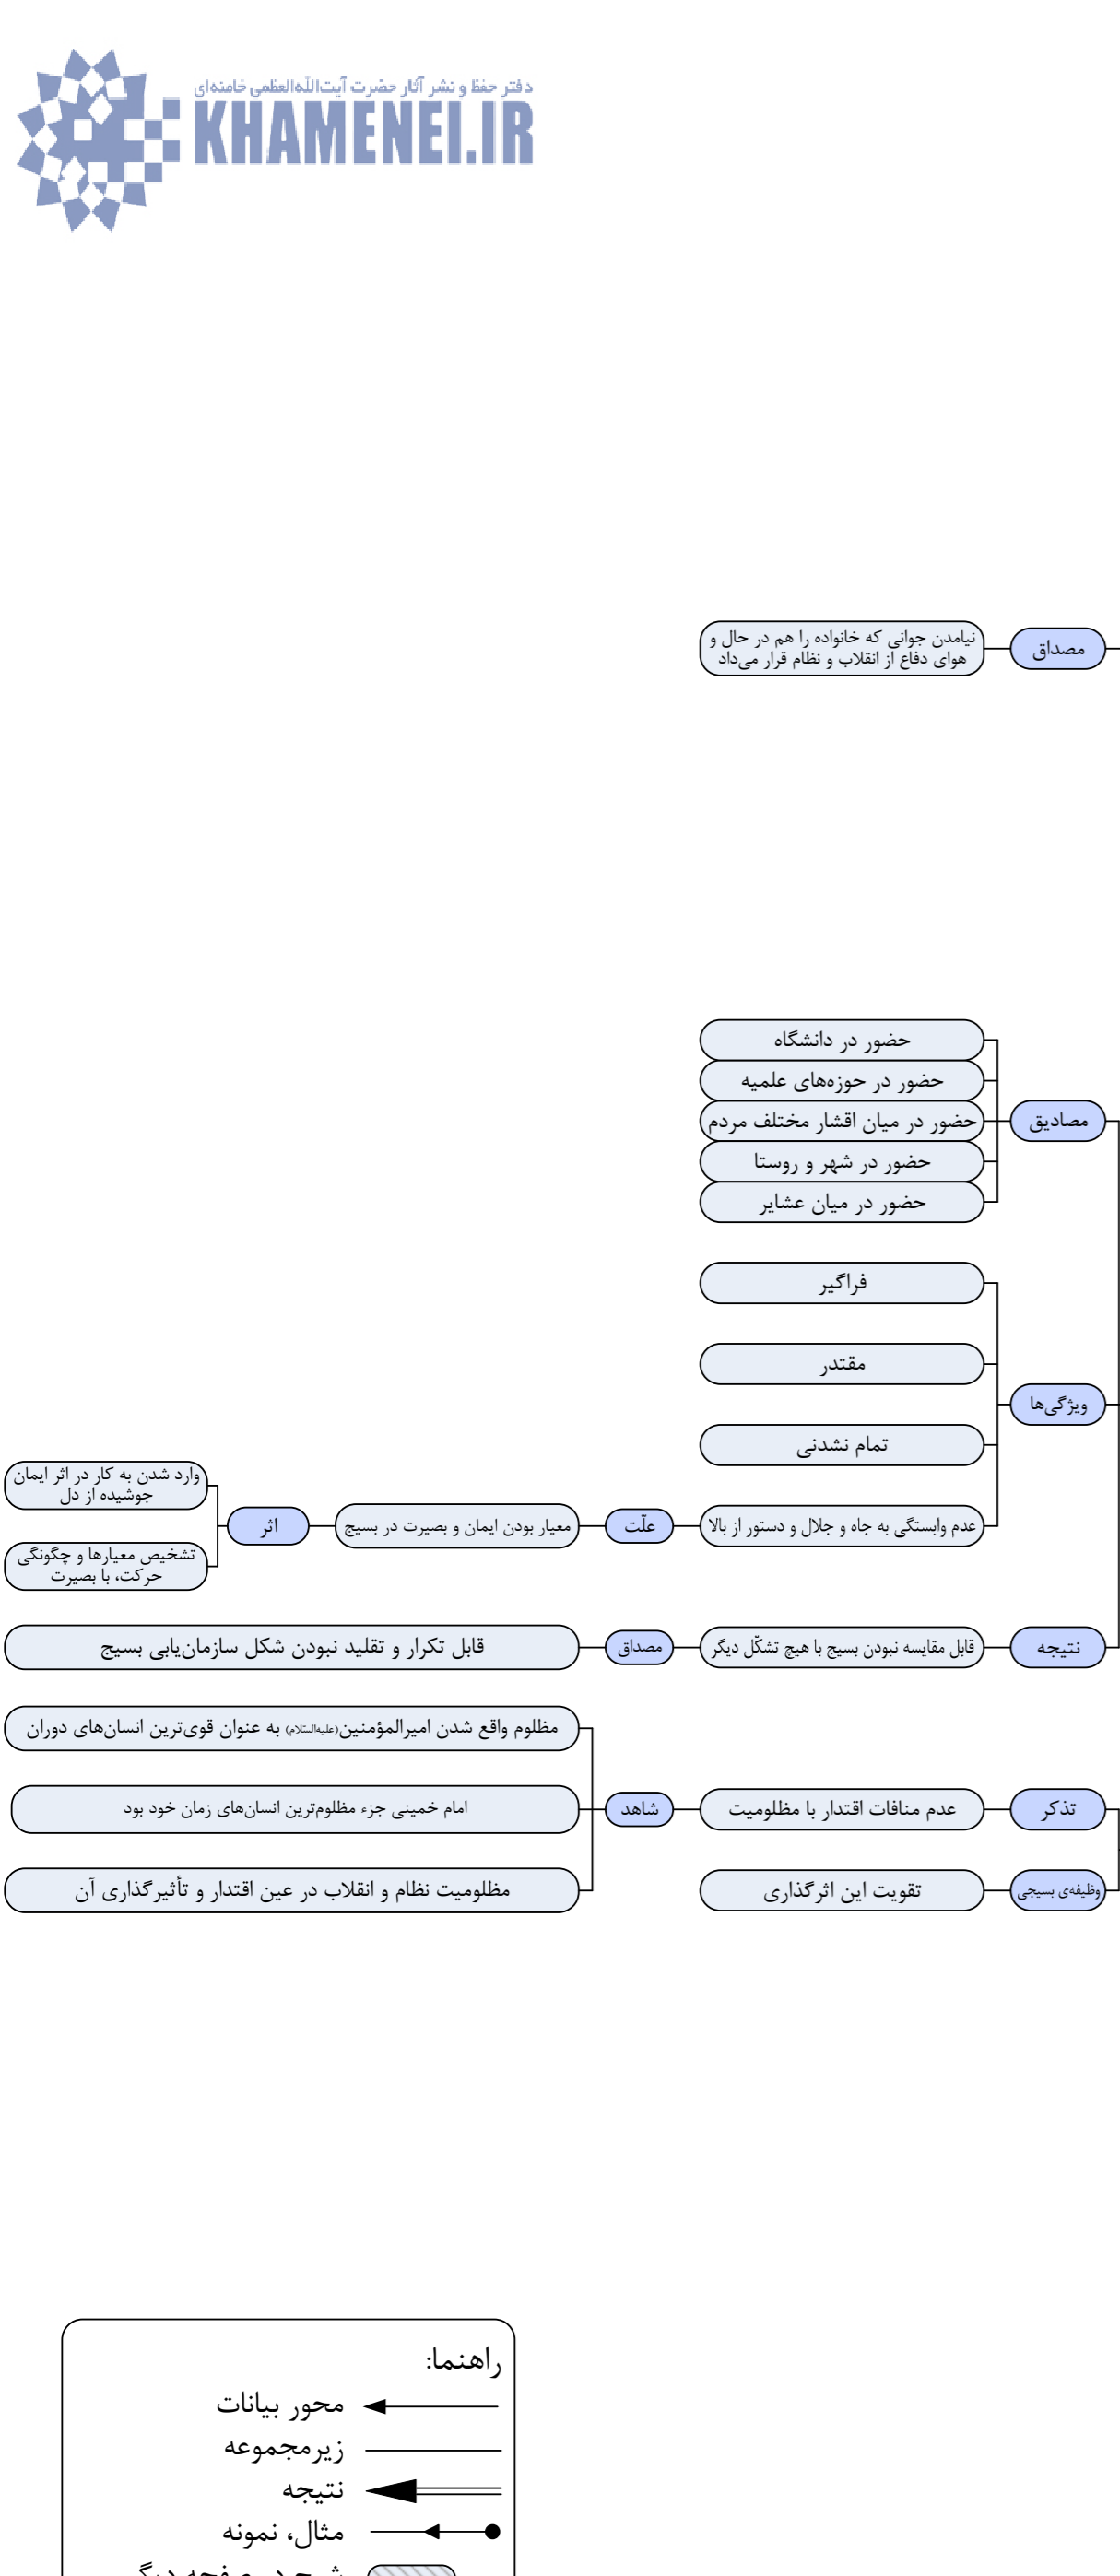 دفتر حفظ و نشر آثار حضرت آیت‌اللّه‌العظمی خامنه‌ای
KHAMENEI.IR
مصداق
نیامدن جوانی که خانواده را هم در حال و
هوای دفاع از انقلاب و نظام قرار می‌داد
مصادیق
حضور در دانشگاه
حضور در حوزه‌های علمیه
حضور در میان اقشار مختلف مردم
حضور در شهر و روستا
حضور در میان عشایر
ویژگی‌ها
فراگیر
مقتدر
تمام نشدنی
عدم وابستگی به جاه و جلال و دستور از بالا
علّت
معیار بودن ایمان و بصیرت در بسیج
اثر
وارد شدن به کار در اثر ایمان
جوشیده از دل
تشخیص معیارها و چگونگی
حرکت، با بصیرت
نتیجه
قابل مقایسه نبودن بسیج با هیچ تشکّل دیگر
مصداق
قابل تکرار و تقلید نبودن شکل سازمان‌یابی بسیج
تذکر
عدم منافات اقتدار با مظلومیت
شاهد
مظلوم واقع شدن امیرالمؤمنین(علیه‌السّلام) به عنوان قوی‌ترین انسان‌های دوران
امام خمینی جزء مظلوم‌ترین انسان‌های زمان خود بود
مظلومیت نظام و انقلاب در عین اقتدار و تأثیرگذاری آن
وظیفه‌ی بسیجی
تقویت این اثرگذاری
راهنما:
محور بیانات
زیرمجموعه
نتیجه
مثال، نمونه